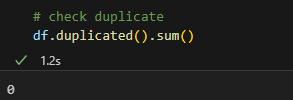 # check duplicate
df.duplicated().sum()
1.2s
0